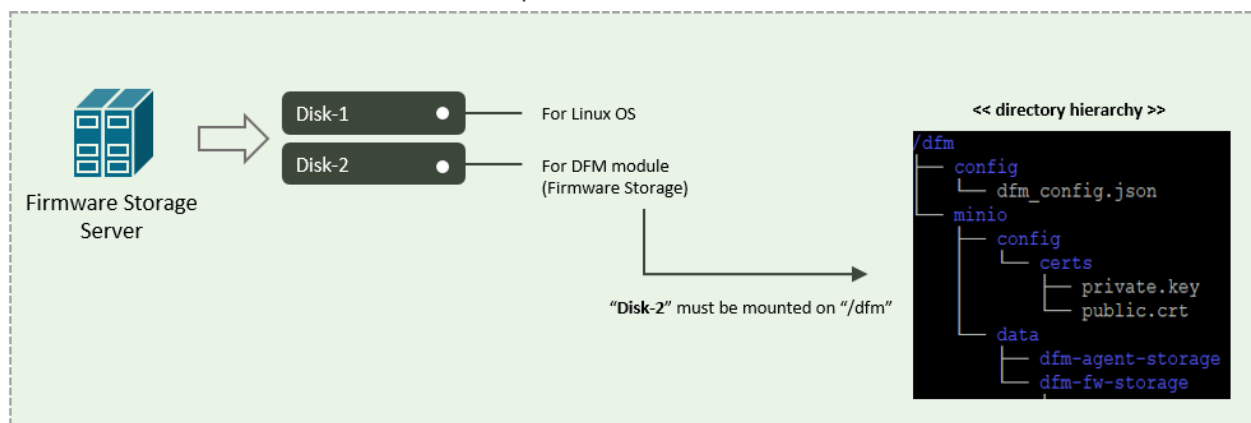 Firmware Storage
Server
Disk-1
Disk-2
For Linux OS
For DFM module
(Firmware Storage)
“Disk-2” must be mounted on “/dfm”
<< directory hierarchy >>
/dfm
config
dfm_config.json
minio
config
certs
private.key
public.crt
data
dfm-agent-storage
dfm-fw-storage